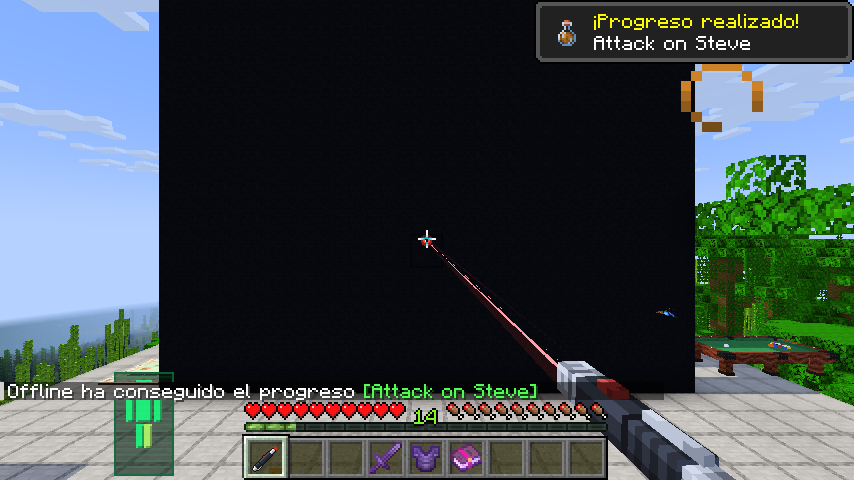 ¡Progreso realizado!
Attack on Steve
Offline ha conseguido el progreso [Attack on Steve]
14